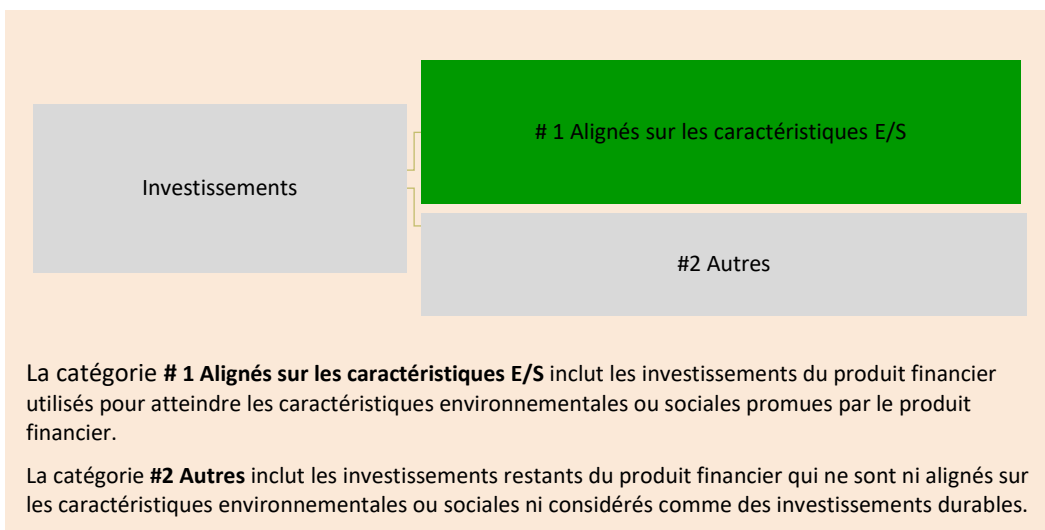 Investissements
# 1 Alignés sur les caractéristiques E/S
#2 Autres
La catégorie # 1 Alignés sur les caractéristiques E/S inclut les investissements du produit financier
utilisés pour atteindre les caractéristiques environnementales ou sociales promues par le produit
financier.
La catégorie #2 Autres inclut les investissements restants du produit financier qui ne sont ni alignés sur
les caractéristiques environnementales ou sociales ni considérés comme des investissements durables.